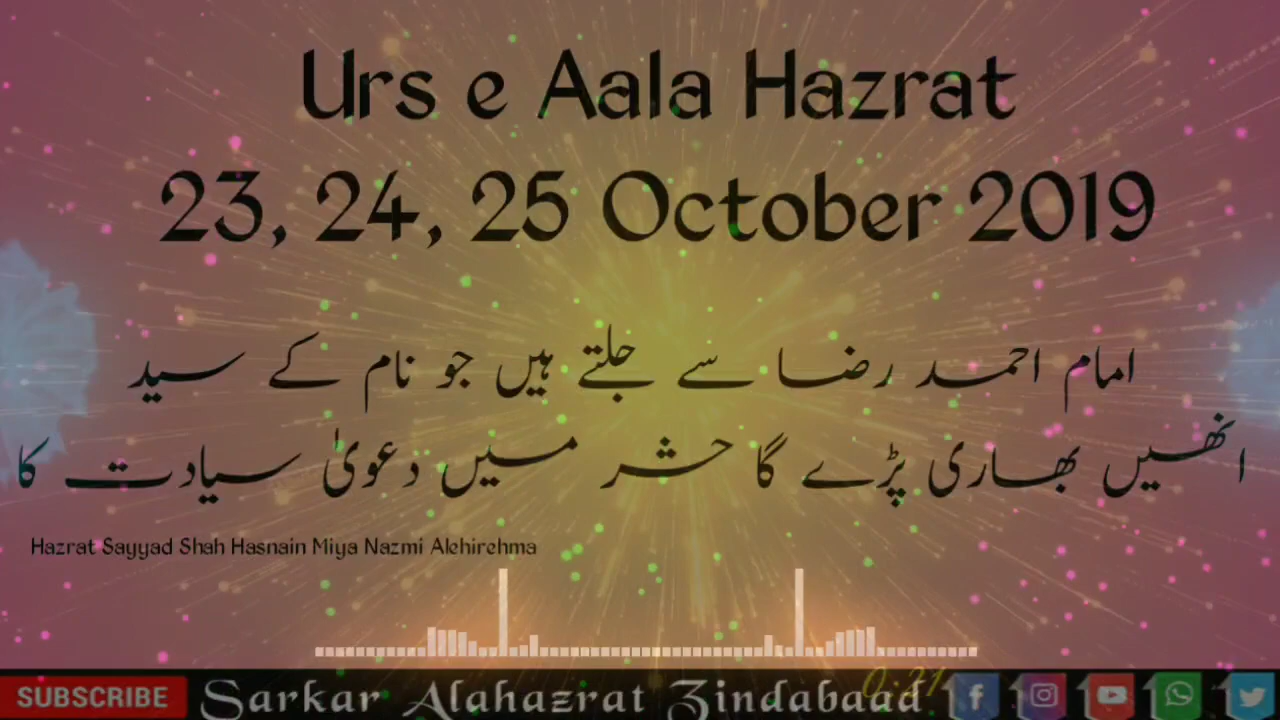 Urs e Aala Hazrat
23, 24, 25 October 2019
امام احمد رضا سے جلتے ہیں جو نام کے سید
انھیں بھاری پڑے گا حشر میں دعویٰ سیادت کا
Hazrat Sayyad Shah Hasnain Miya Nazmi Alehirehma
SUBSCRIBE Sarkar Alahazrat Zindabaad 0:21